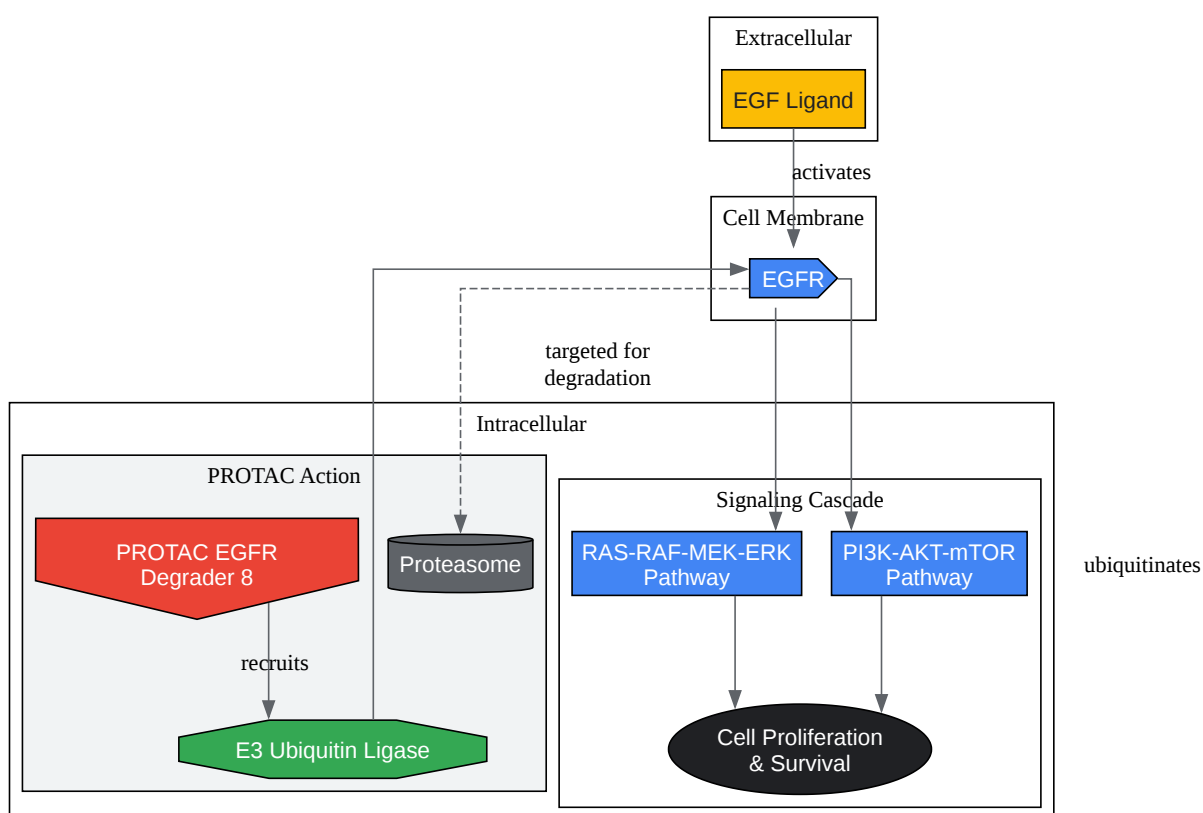 Extracellular
EGF Ligand
activates
Cell Membrane
EGFR
targeted for
degradation
Intracellular
PROTAC Action
Signaling Cascade
PROTAC EGFR
Degrader 8
Proteasome
RAS-RAF-MEK-ERK
Pathway
PI3K-AKT-mTOR
Pathway
ubiquitinates
recruits
E3 Ubiquitin Ligase
Cell Proliferation
& Survival